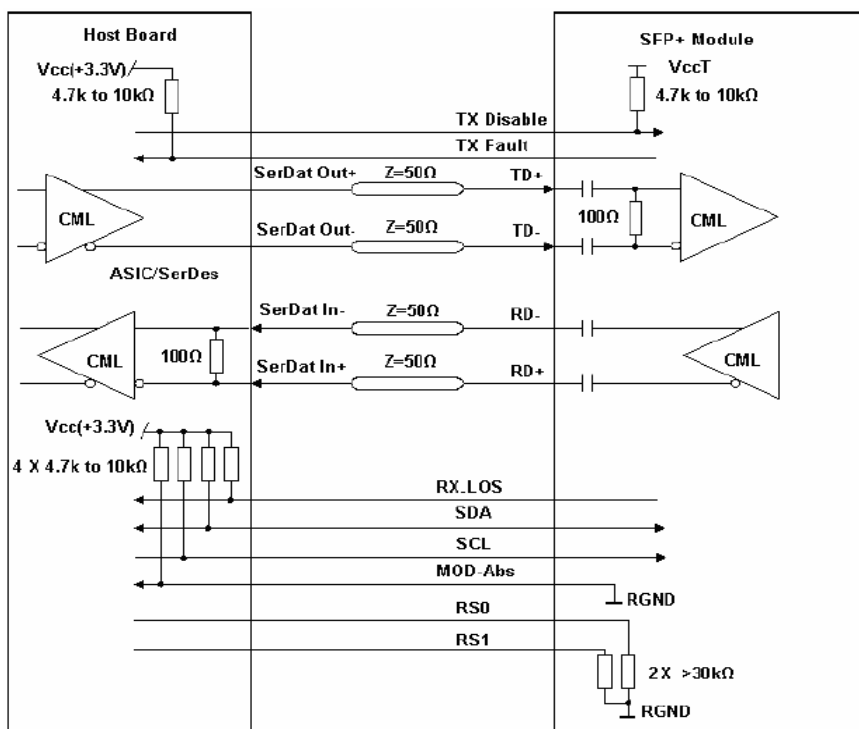 Host Board
SFP+ Module
Vcc(+3.3V)
4.7k to 10kΩ
VccT
4.7k to 10kΩ
TX Disable
TX Fault
SerDat Out+
Z=50Ω
TD+
CML
100Ω
CML
SerDat Out-
Z=50Ω
TD-
ASIC/SerDes
SerDat In-
Z=50Ω
RD-
CML
100Ω
SerDat In+
Z=50Ω
RD+
CML
Vcc(+3.3V)
4 X 4.7k to 10kΩ
RX_LOS
SDA
SCL
MOD-Abs
RGND
RS0
RS1
2 X >30kΩ
RGND